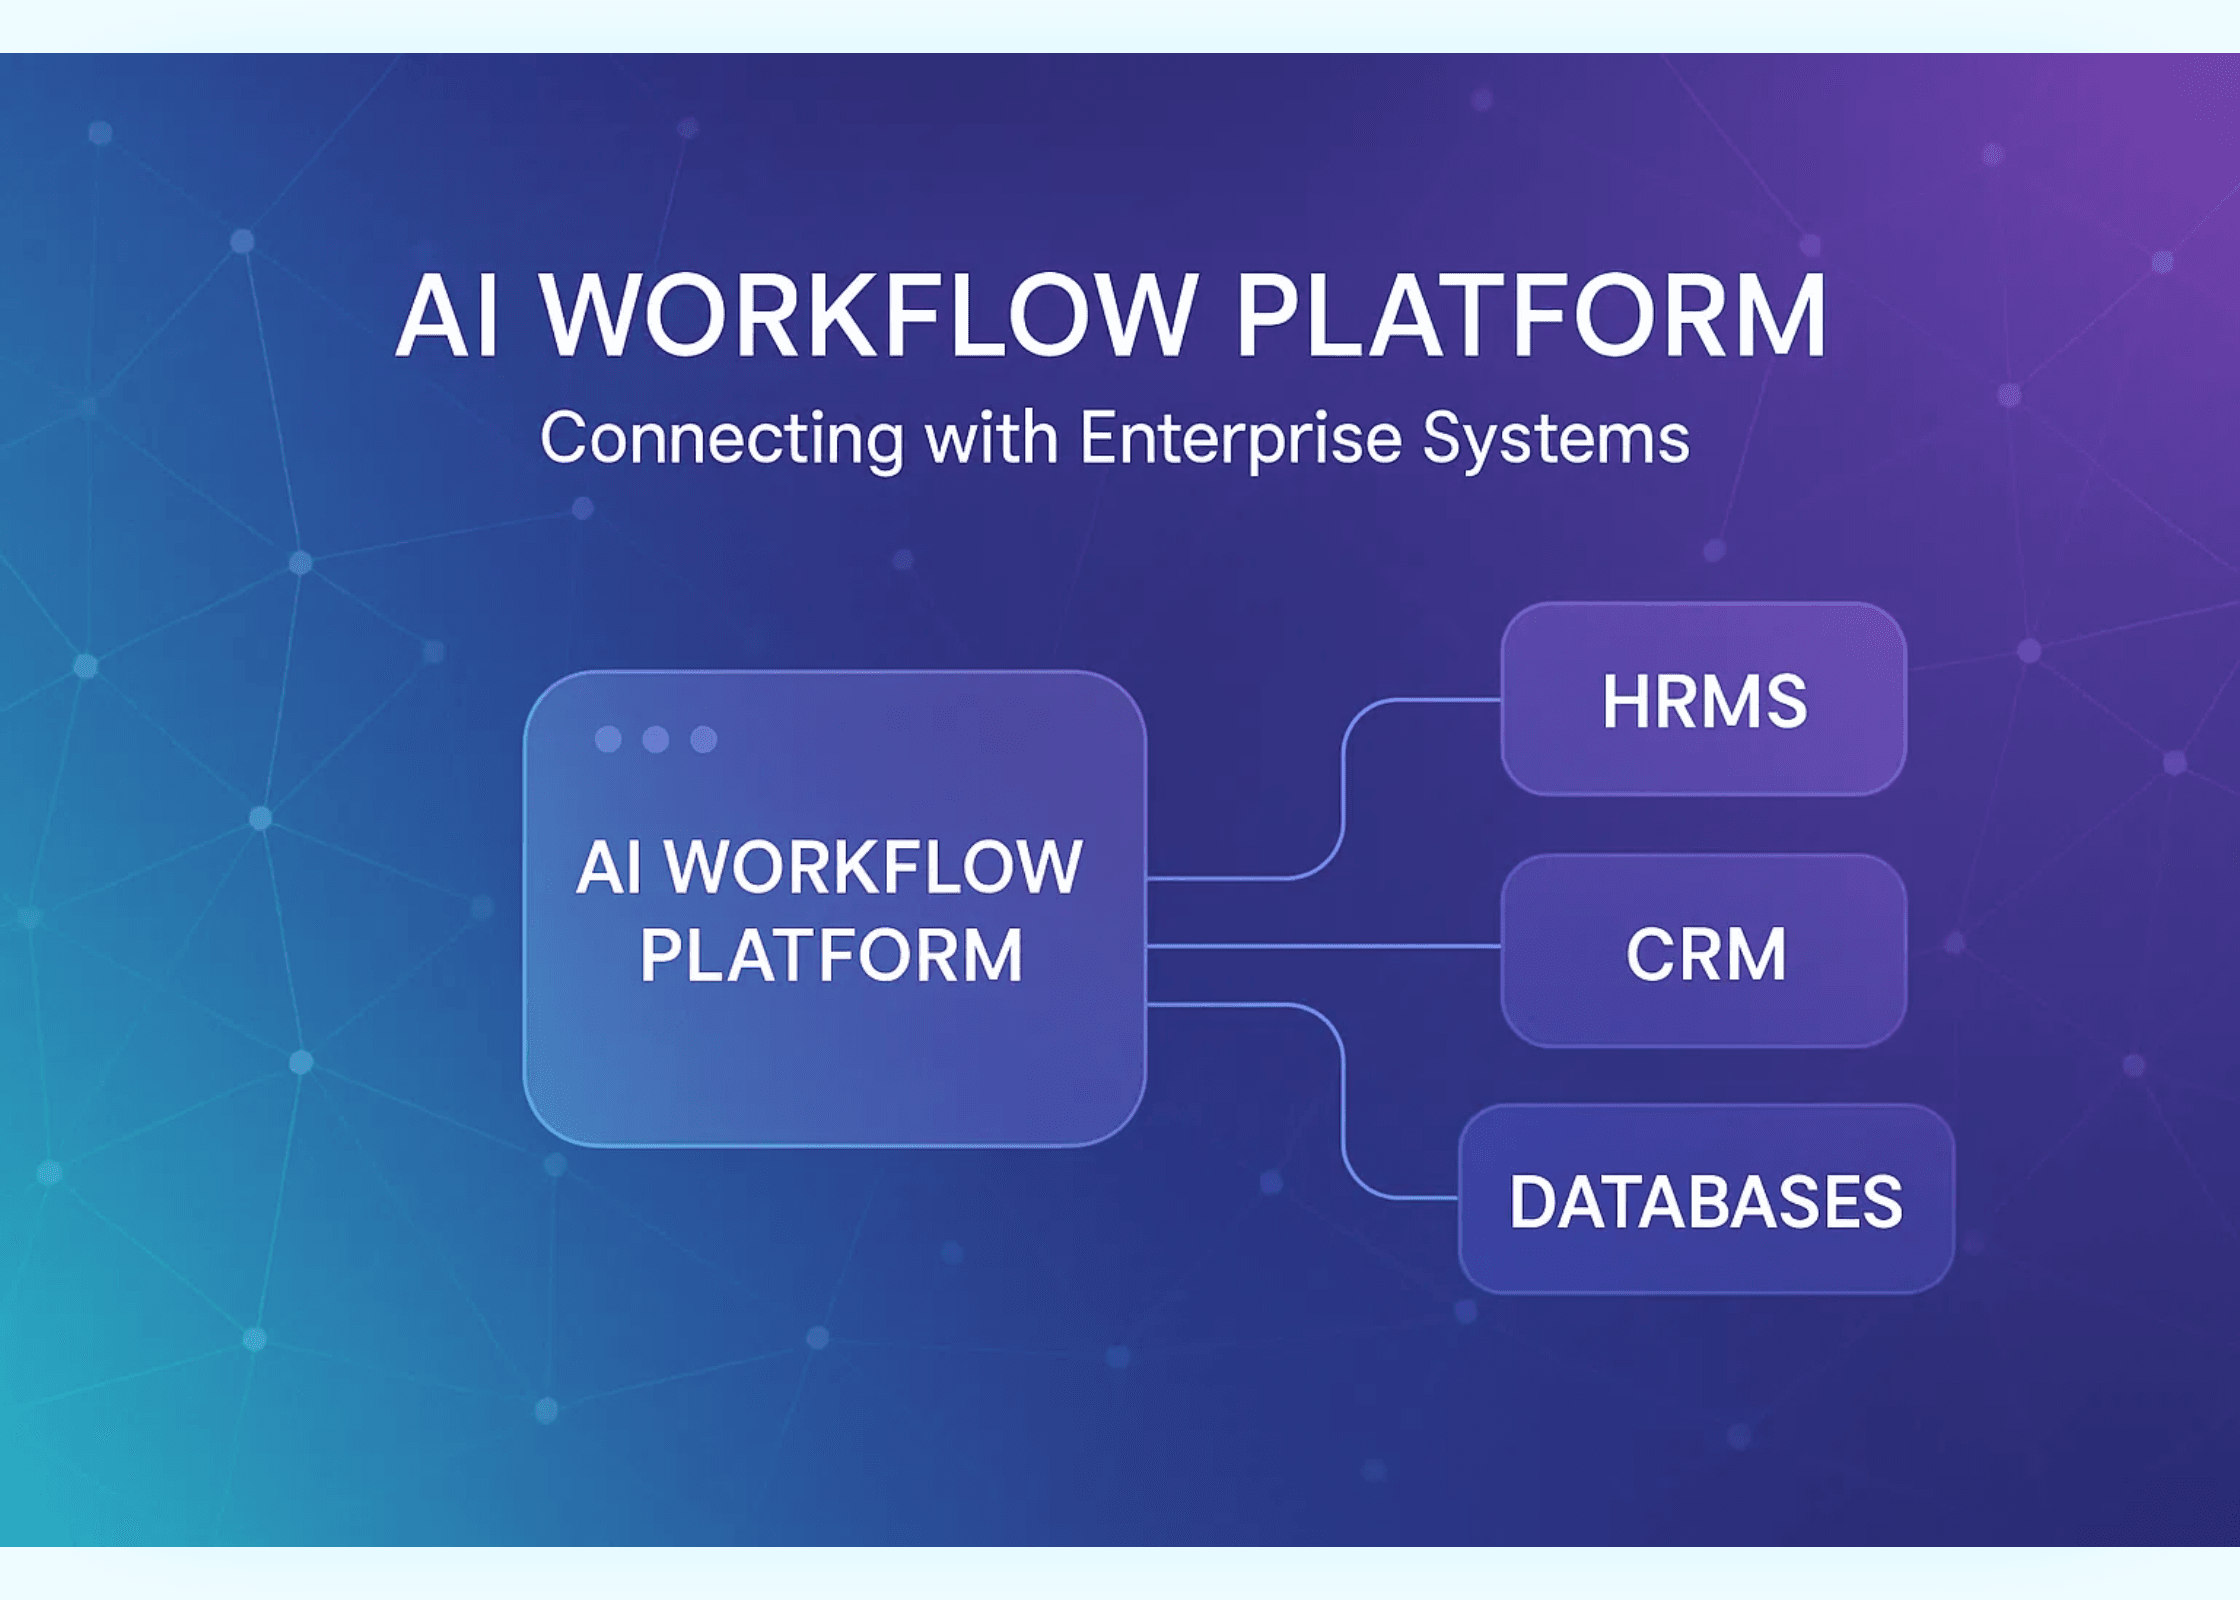 AI WORKFLOW PLATFORM
Connecting with Enterprise Systems
AI WORKFLOW
PLATFORM
HRMS
CRM
DATABASES